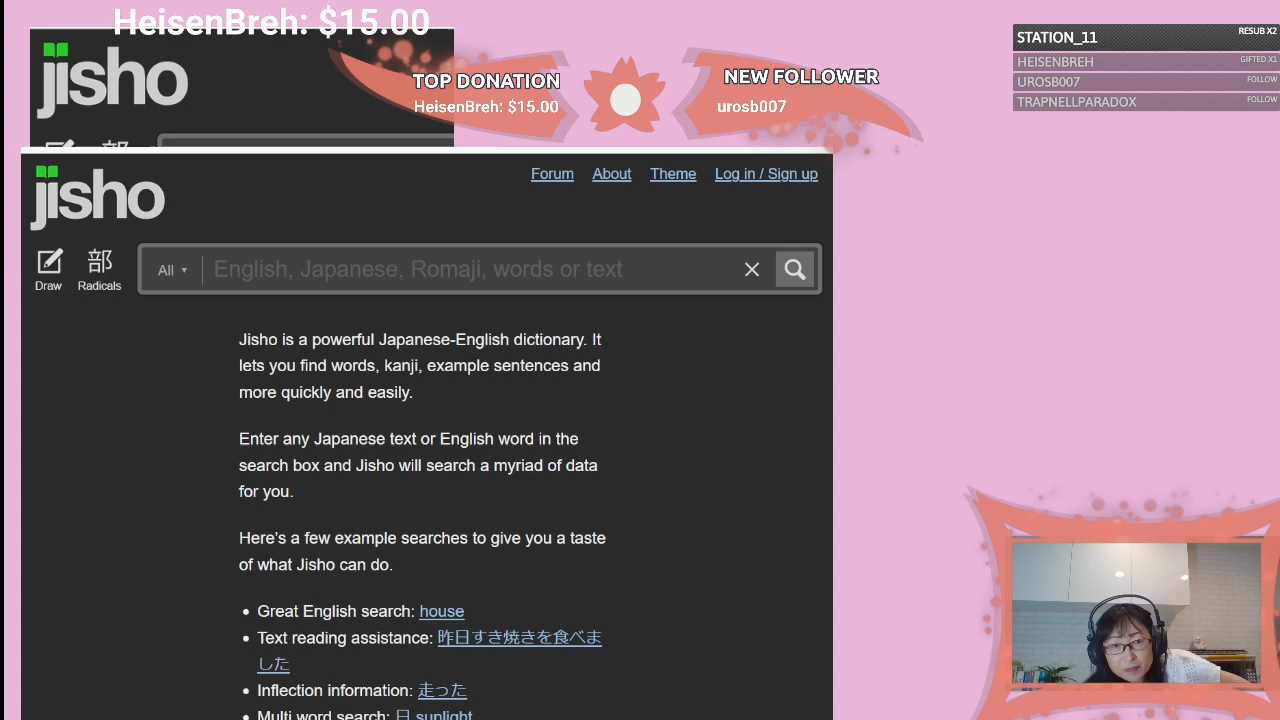 HeisenBreh: $15.00
jisho
TOP DONATION
HeisenBreh: $15.00
NEW FOLLOWER
urosb007
STATION_11 RESUB X2
HEISENBREH GIFTED X1
UROSB007 FOLLOW
TRAPNELLPARADOX FOLLOW
jisho
Forum About Theme Log in / Sign up
Draw
部
Radicals
All ▾ English, Japanese, Romaji, words or text
Jisho is a powerful Japanese-English dictionary. It
lets you find words, kanji, example sentences and
more quickly and easily.
Enter any Japanese text or English word in the
search box and Jisho will search a myriad of data
for you.
Here's a few example searches to give you a taste
of what Jisho can do.
• Great English search: house
• Text reading assistance: 昨日すき焼きを食べま
した
• Inflection information: 走った
• Multi word search: 日 sunlight